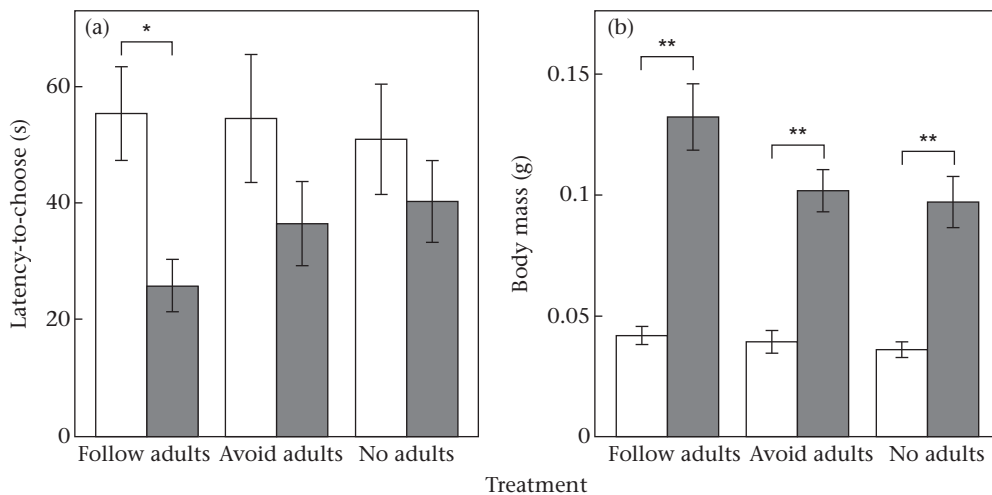 (a)
*
60
40
20
0
Latency-to-choose (s)
Follow adults Avoid adults No adults
(b)
**
**
**
0.15
0.1
0.05
0
Body mass (g)
Follow adults Avoid adults No adults
Treatment